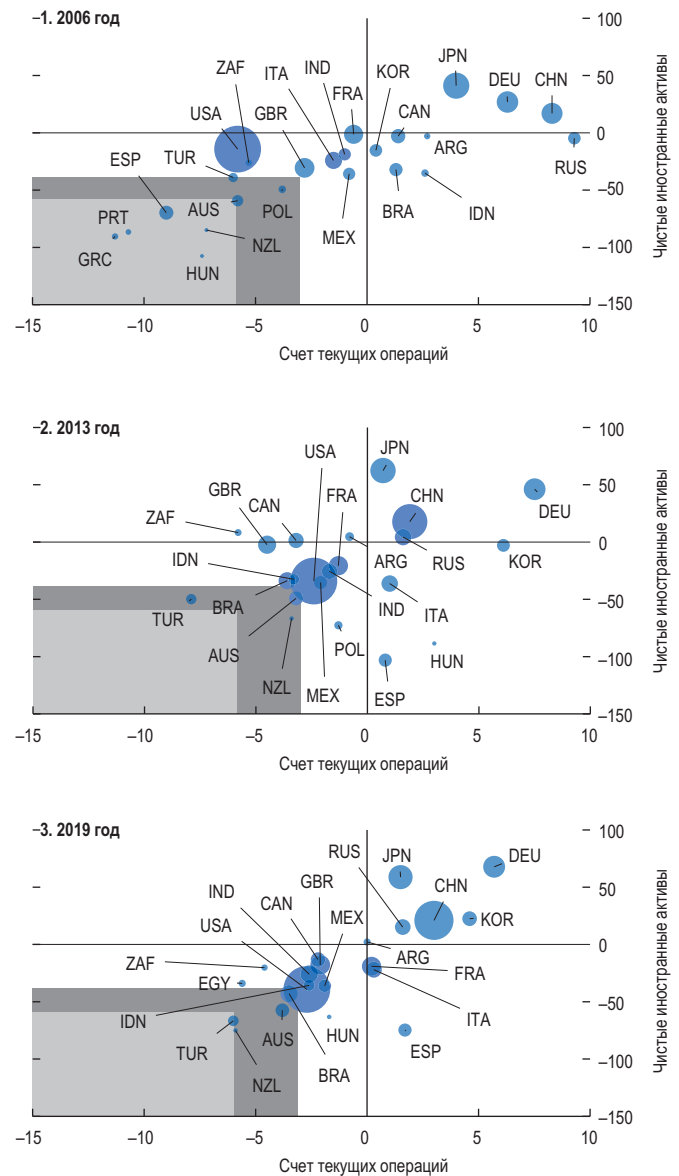 1. 2006 год
100
JPN
ZAF
IND
ITA
KOR
DEU
CHN
FRA
50
USA
GBR
CAN
0
ARG
TUR
RUS
ESP
AUS
POL
–50
BRA
IDN
PRT
MEX
NZL
GRC
–100
HUN
–150
–15
–10
–5
0
5
10
Счет текущих операций
Чистые иностранные активы
2. 2013 год
100
USA
JPN
GBR
FRA
CHN
CAN
50
DEU
ZAF
0
IDN
ARG
RUS
KOR
BRA
IND
ITA
TUR
–50
AUS
POL
HUN
NZL
MEX
–100
ESP
–150
–15
–10
–5
0
5
10
Счет текущих операций
Чистые иностранные активы
3. 2019 год
100
RUS
JPN
DEU
GBR
IND
CHN
CAN
MEX
50
KOR
USA
ZAF
0
ARG
EGY
FRA
IDN
ITA
HUN
–50
TUR
AUS
ESP
NZL
BRA
–100
–150
–15
–10
–5
0
5
10
Счет текущих операций
Чистые иностранные активы